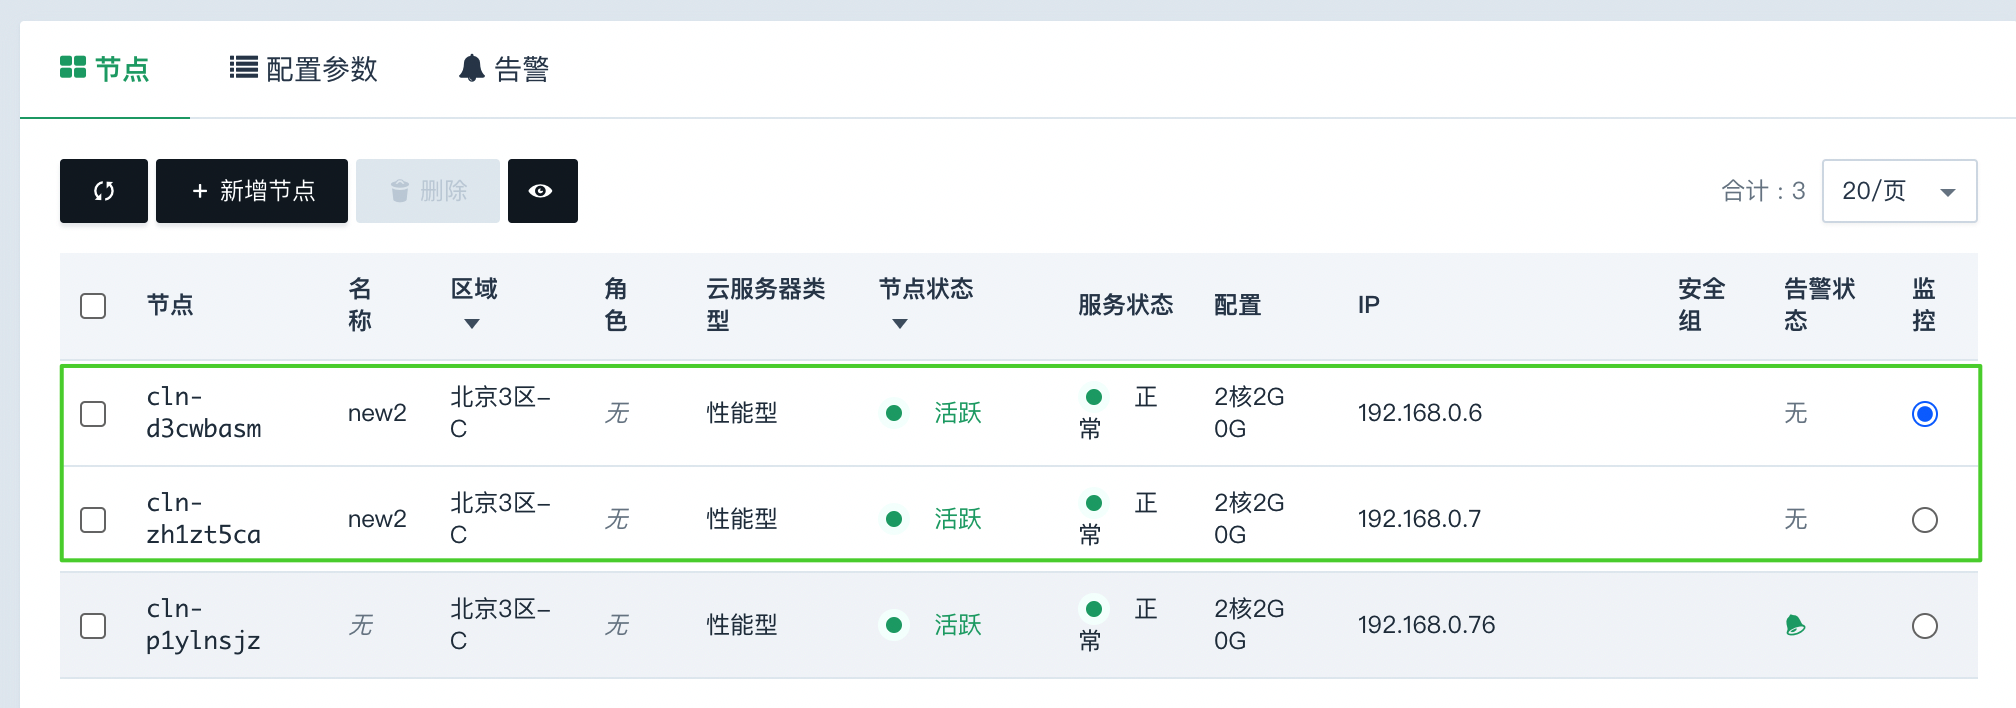 节点 配置参数 告警
+ 新增节点 删除 合计：3 20/页
节点 名称 区域 角色 云服务器类型 节点状态 服务状态 配置 IP 安全组 告警状态 监控
cln-d3cwbasm new2 北京3区-C 无 性能型 活跃 正常 2核2G 0G 192.168.0.6 无
cln-zh1zt5ca new2 北京3区-C 无 性能型 活跃 正常 2核2G 0G 192.168.0.7 无
cln-p1ylnsjz 无 北京3区-C 无 性能型 活跃 正常 2核2G 0G 192.168.0.76